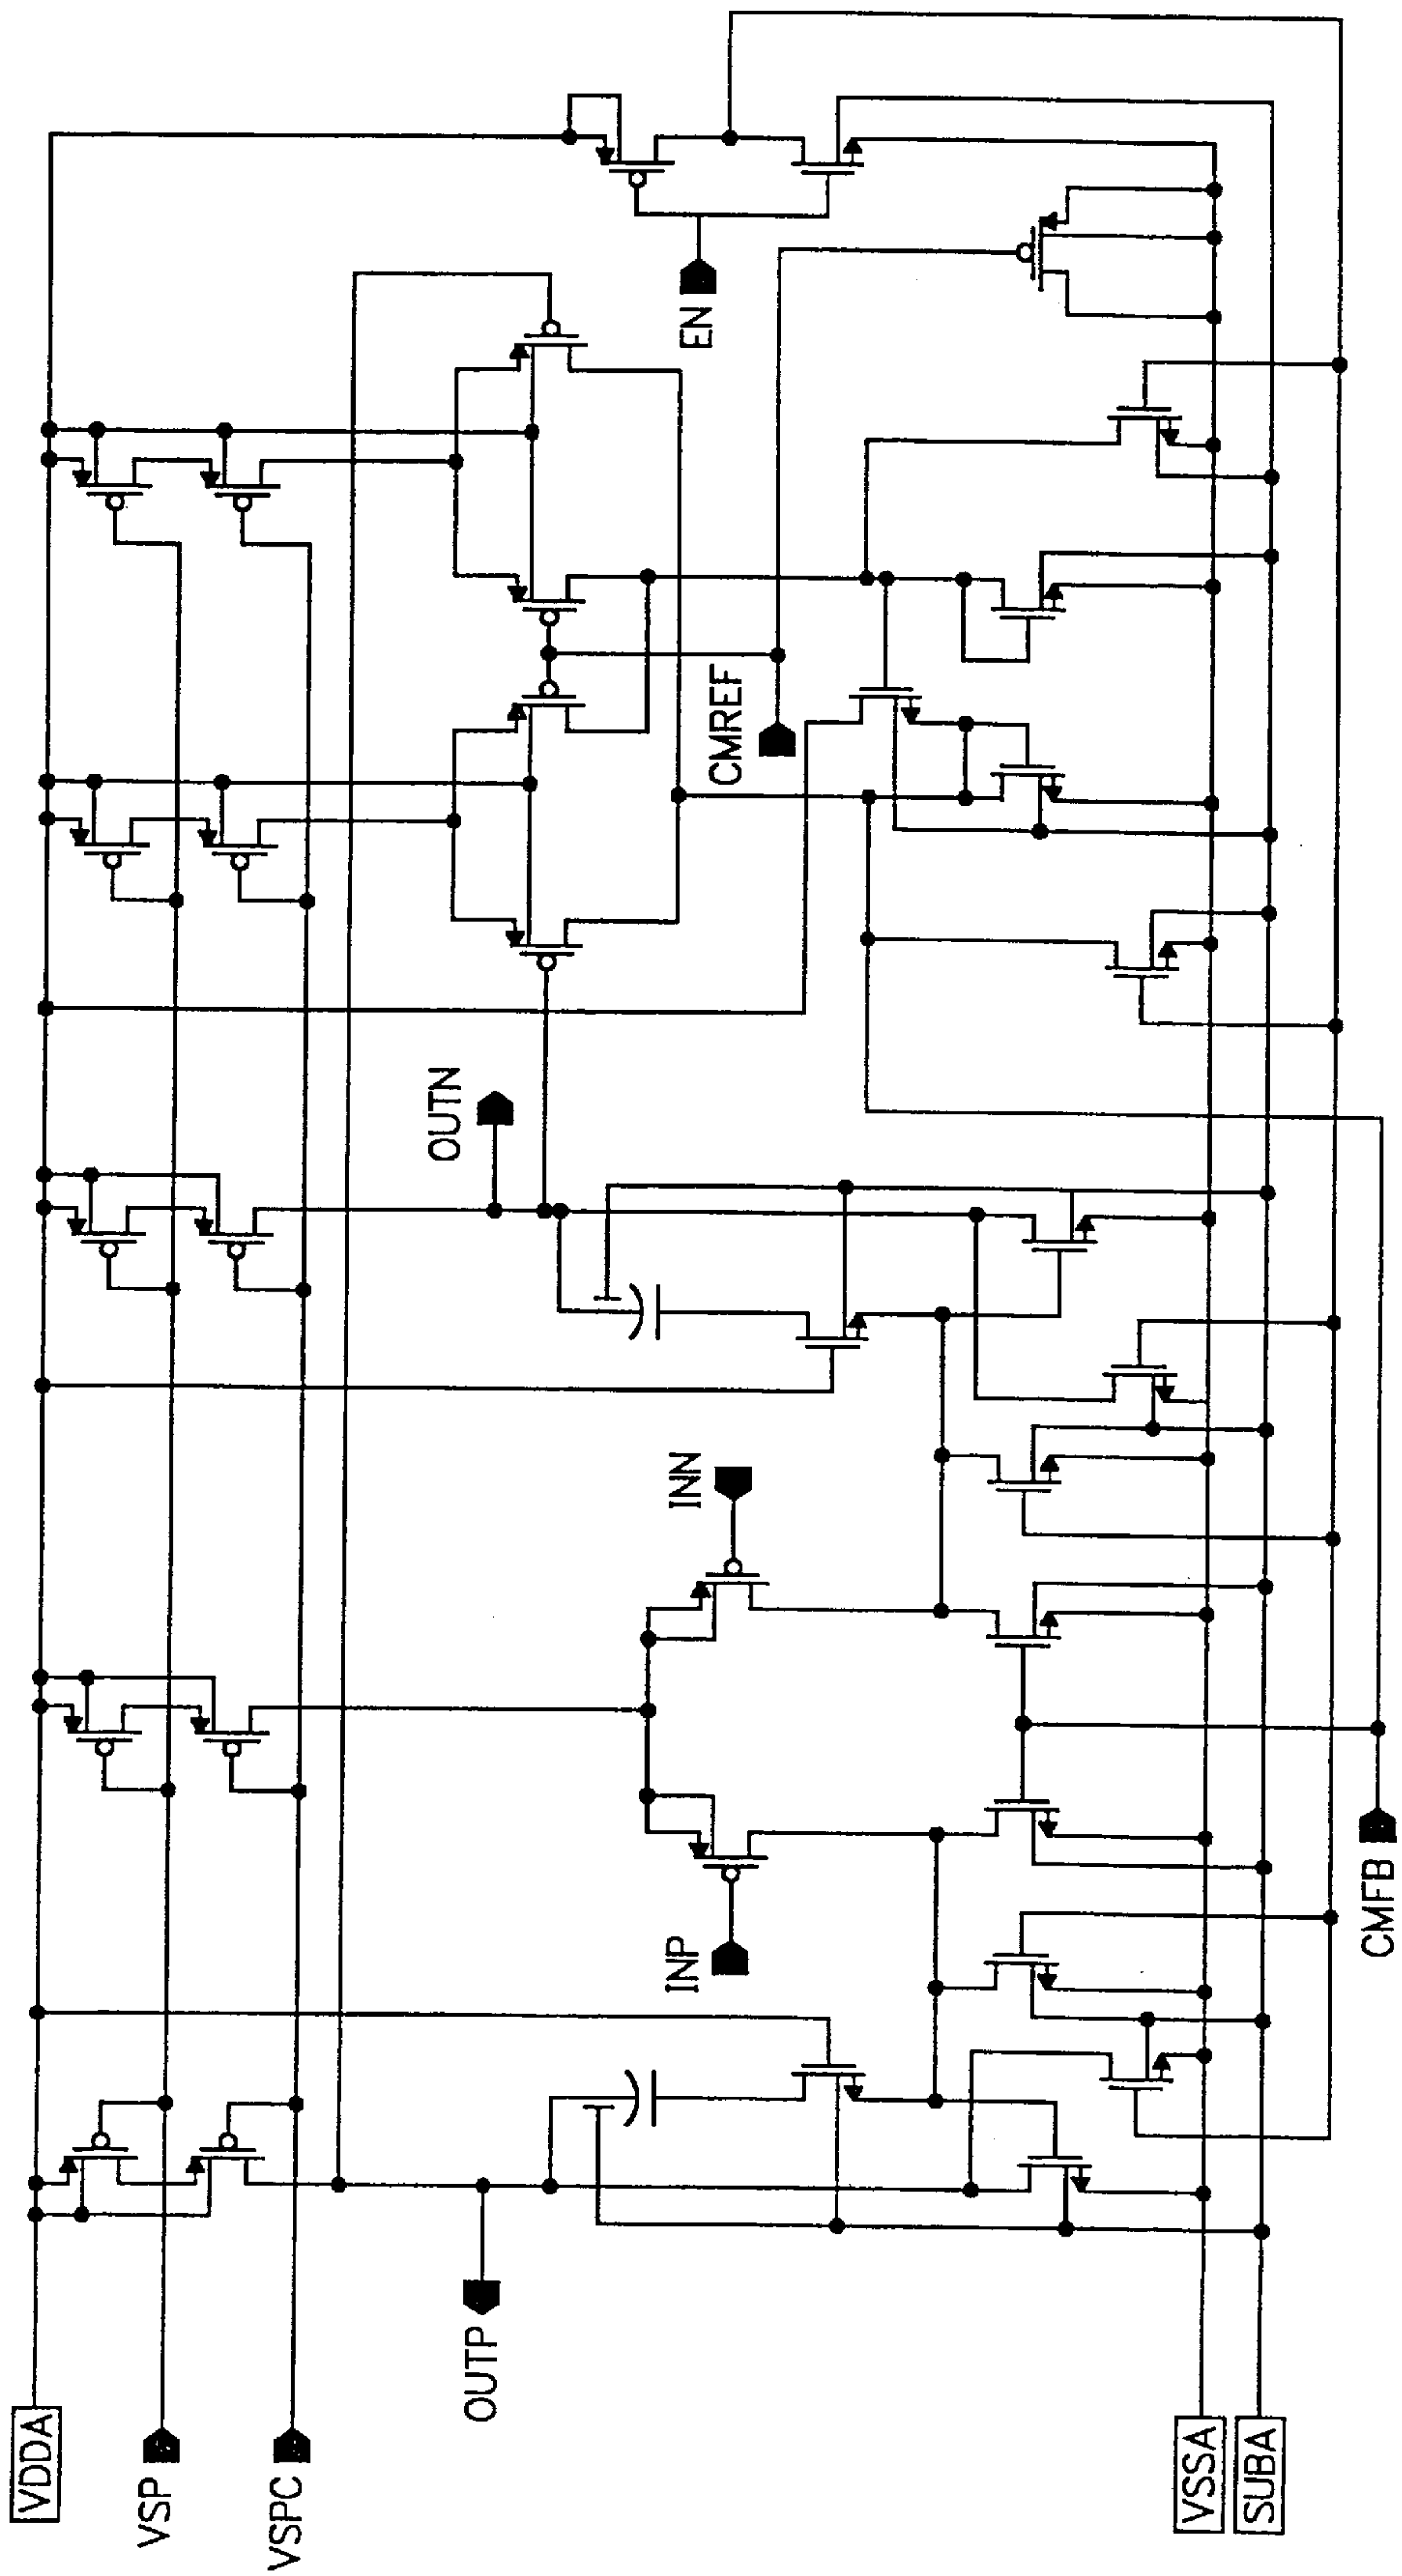 VDDA
VSP
VSPC
OUTP
INP
INN
OUTN
CMREF
EN
CMFB
VSSA
SUBA